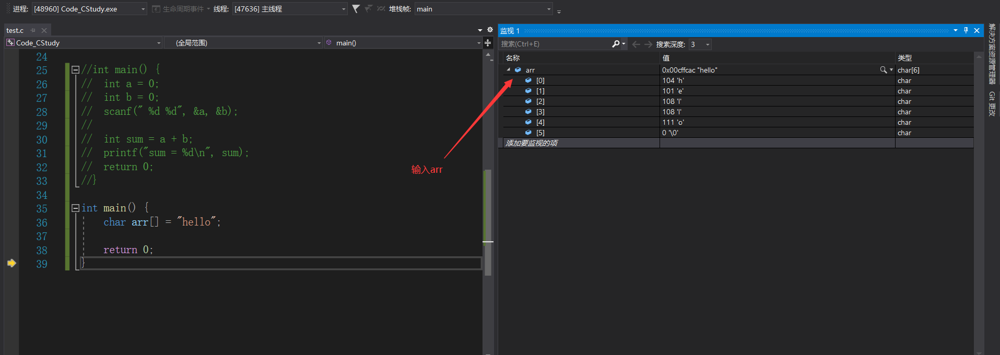 进程: [48960] Code_CStudy.exe 生命周期事件 线程: [47636] 主线程 堆栈帧: main
test.c
Code_CStudy (全局范围) main()
24
25 //int main() {
26 // int a = 0;
27 // int b = 0;
28 // scanf(" %d %d", &a, &b);
29 //
30 // int sum = a + b;
31 // printf("sum = %d\n", sum);
32 // return 0;
33 //}
34
35 int main() {
36 char arr[] = "hello";
37
38 return 0;
39 }
输入arr
监视 1
搜索(Ctrl+E) 搜索深度: 3
名称 值 类型
arr 0x00cffcac "hello" char[6]
[0] 104 'h' char
[1] 101 'e' char
[2] 108 'l' char
[3] 108 'l' char
[4] 111 'o' char
[5] 0 '\0' char
添加要监视的项
解决方案资源管理器
Git 更改